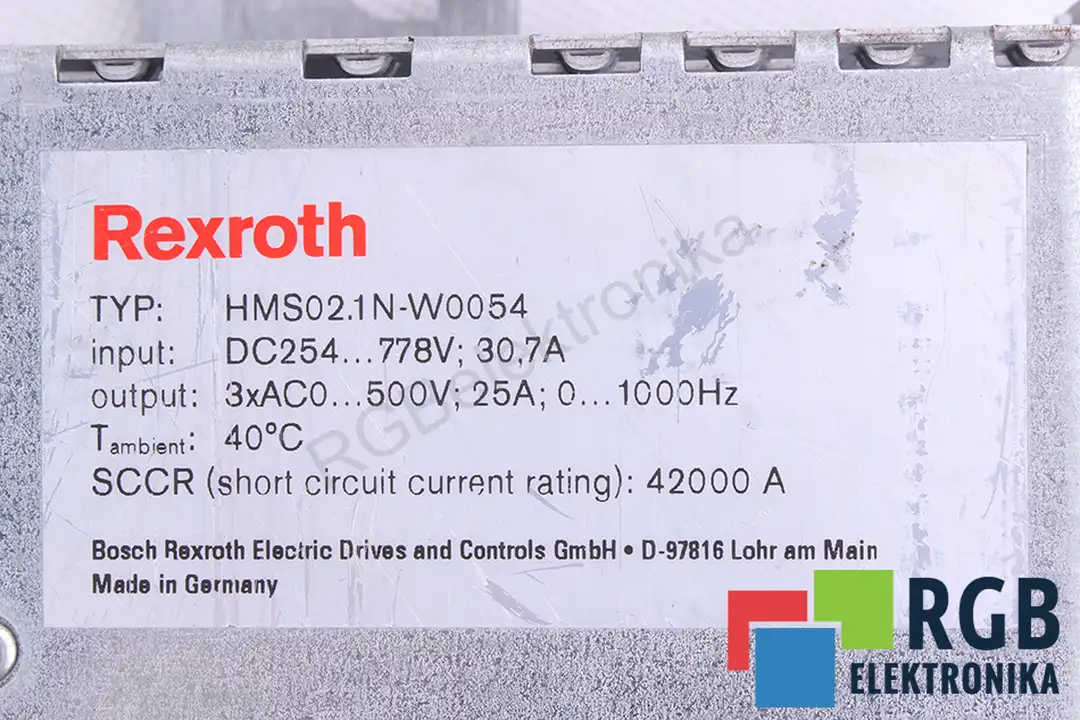 Rexroth
TYP: HMS02.1N-W0054
input: DC254...778V; 30,7A
output: 3xAC0...500V; 25A; 0...1000Hz
Tambient: 40°C
SCCR (short circuit current rating): 42000 A
Bosch Rexroth Electric Drives and Controls GmbH • D-97816 Lohr am Main
Made in Germany
RGBelektronika
RGB
ELEKTRONIKA